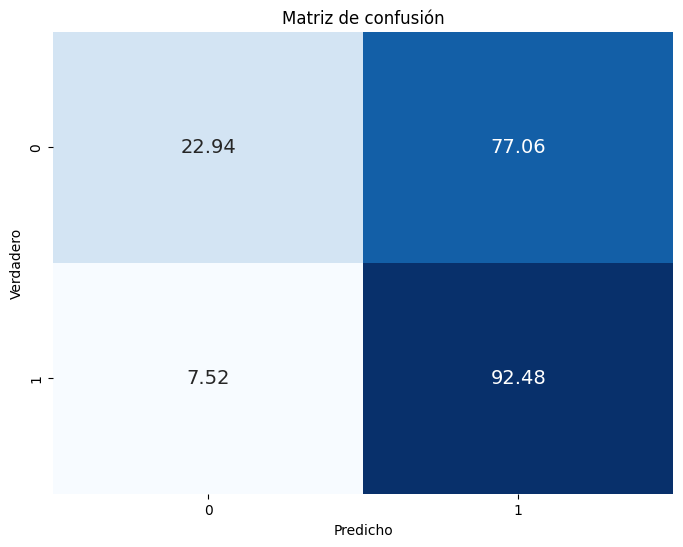 Matriz de confusión
Verdadero
0
22.94
77.06
1
7.52
92.48
0
1
Predicho